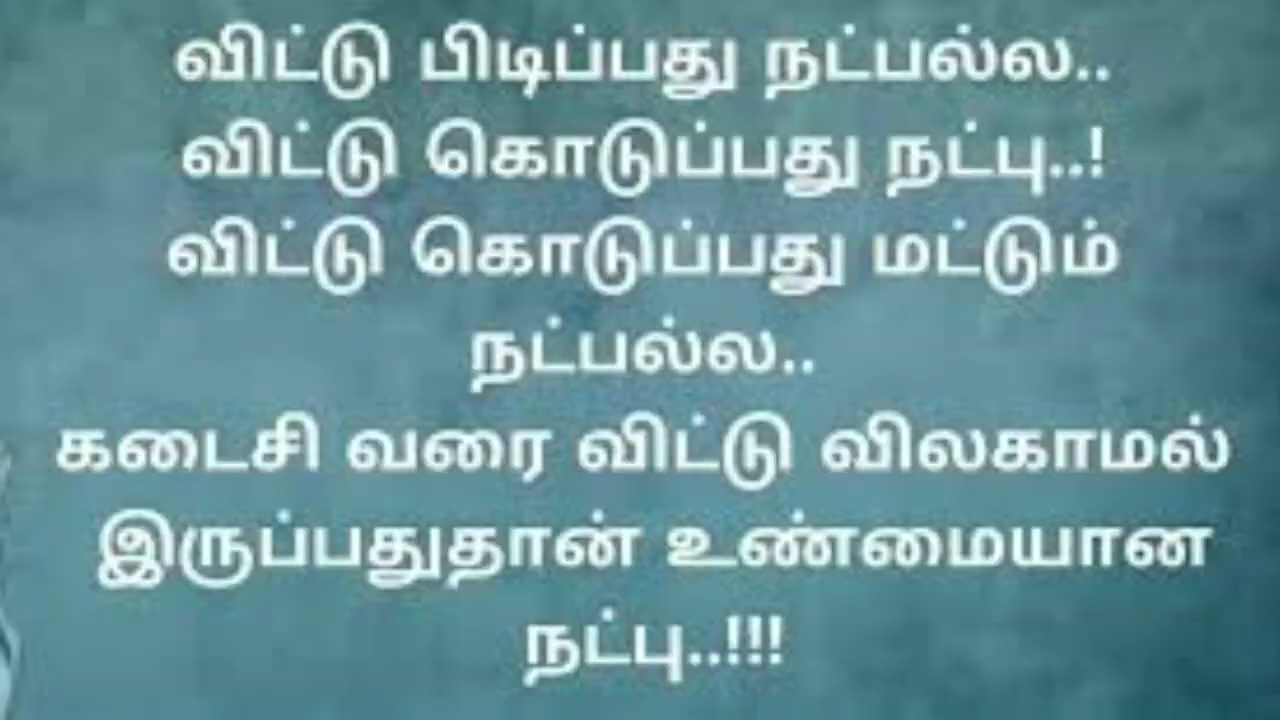 விட்டு பிடிப்பது நட்பல்ல..
விட்டு கொடுப்பது நட்பு..!
விட்டு கொடுப்பது மட்டும்
நட்பல்ல..
கடைசி வரை விட்டு விலகாமல்
இருப்பதுதான் உண்மையான
நட்பு..!!!